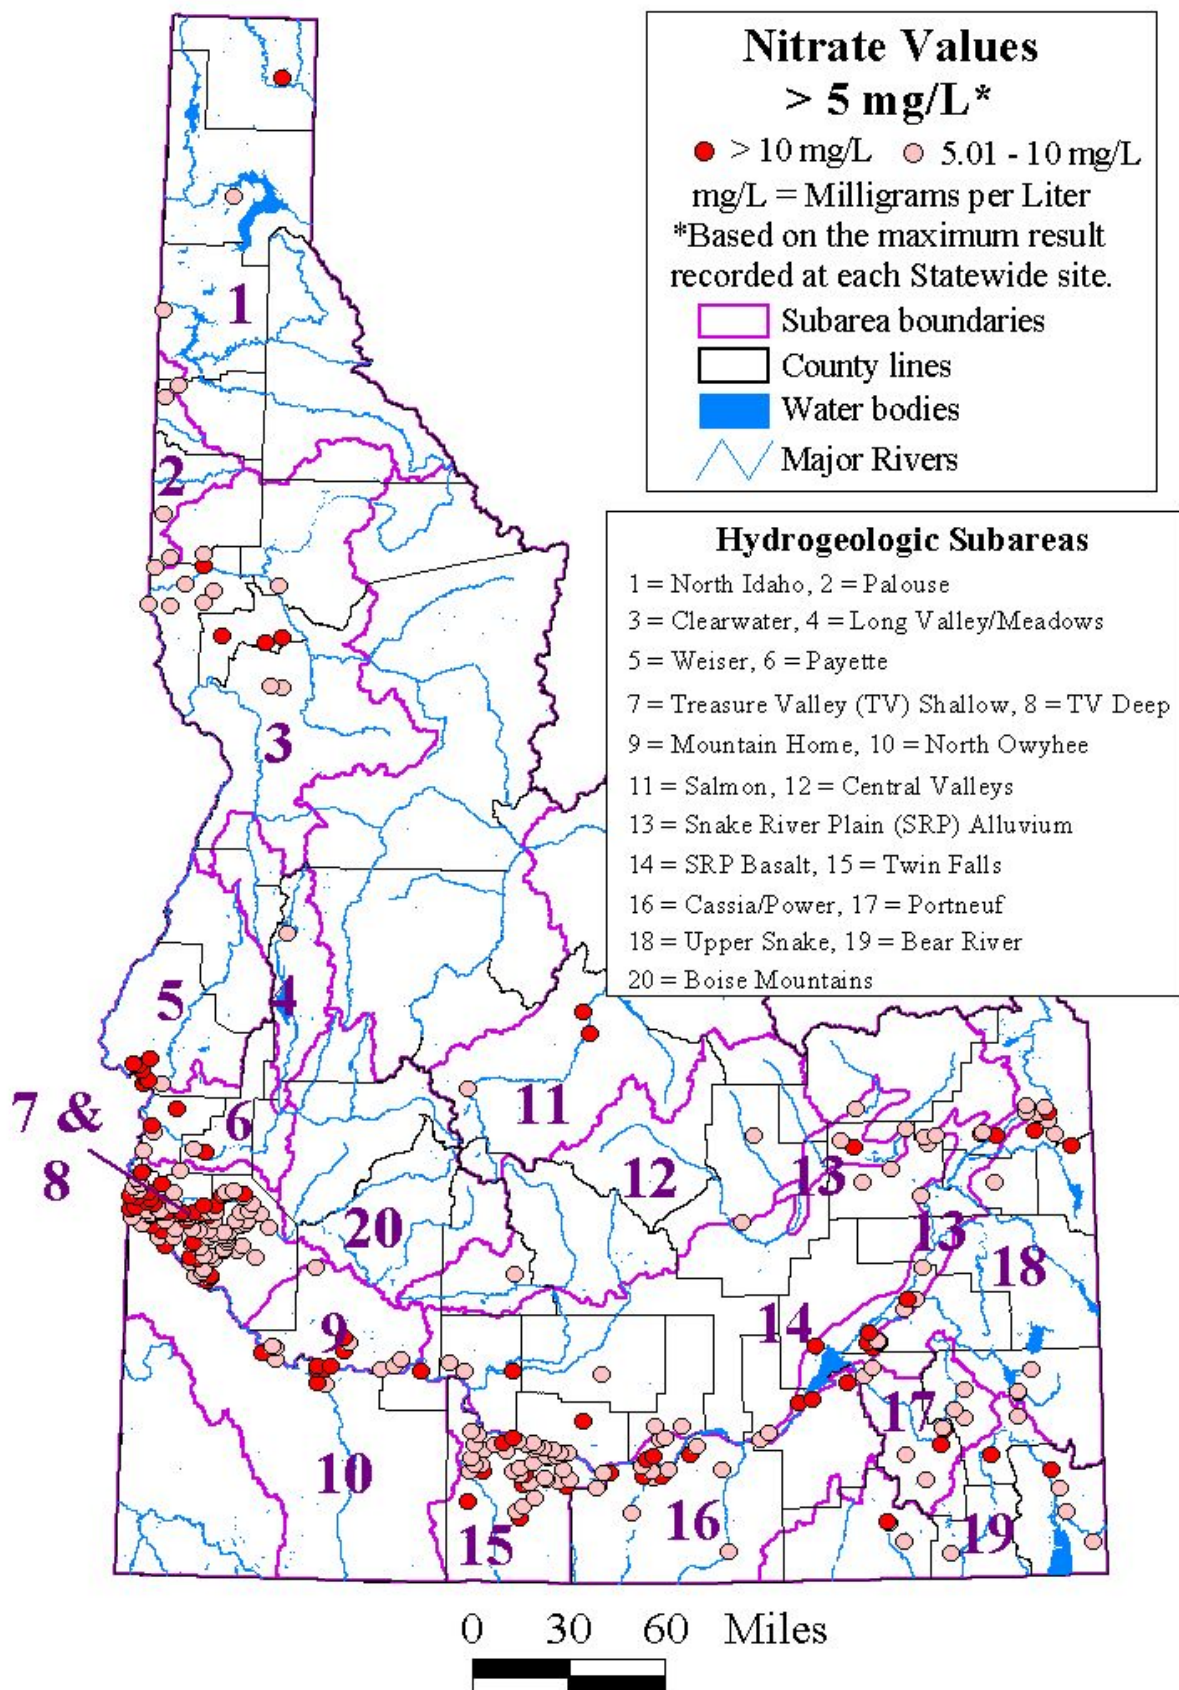 Nitrate Values
> 5 mg/L*
> 10 mg/L 5.01 - 10 mg/L
mg/L = Milligrams per Liter
*Based on the maximum result
recorded at each Statewide site.
Subarea boundaries
County lines
Water bodies
Major Rivers
Hydrogeologic Subareas
1 = North Idaho, 2 = Palouse
3 = Clearwater, 4 = Long Valley/Meadows
5 = Weiser, 6 = Payette
7 = Treasure Valley (TV) Shallow, 8 = TV Deep
9 = Mountain Home, 10 = North Owyhee
11 = Salmon, 12 = Central Valleys
13 = Snake River Plain (SRP) Alluvium
14 = SRP Basalt, 15 = Twin Falls
16 = Cassia/Power, 17 = Portneuf
18 = Upper Snake, 19 = Bear River
20 = Boise Mountains
1
2
3
4
5
6
7 &
8
11
12
13
20
13
18
9
14
17
10
15
16
19
0 30 60 Miles